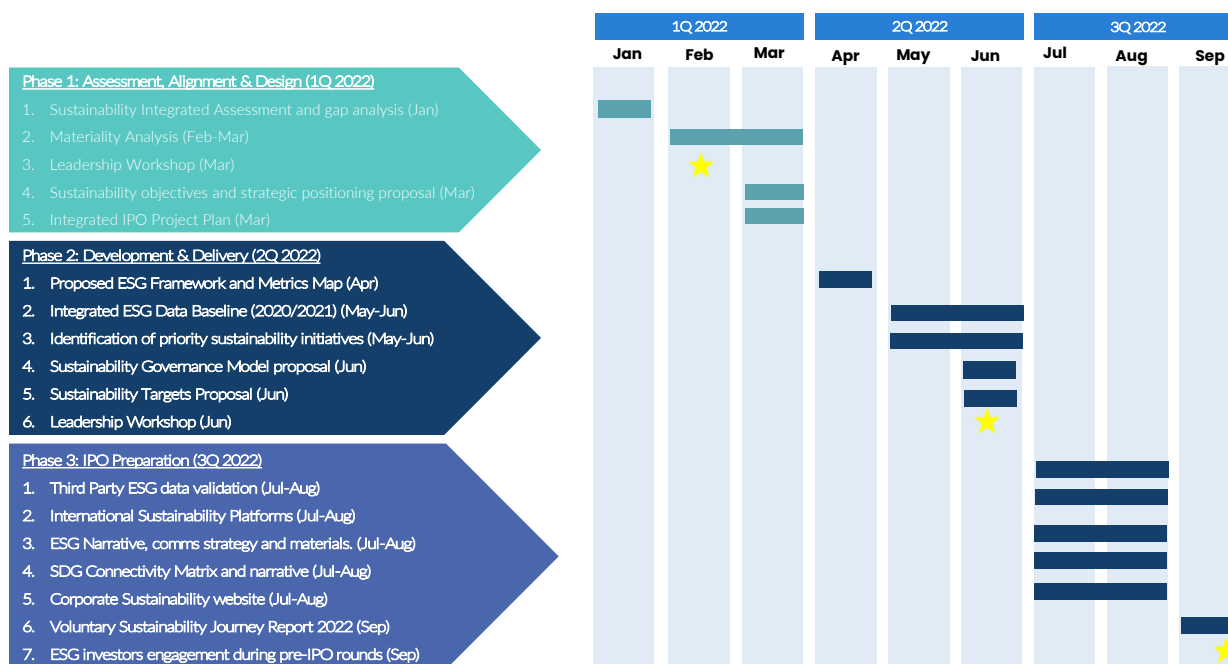 1Q 2022 2Q 2022 3Q 2022
Jan Feb Mar Apr May Jun Jul Aug Sep
Phase 1: Assessment, Alignment & Design (1Q 2022)
1. Sustainability Integrated Assessment and gap analysis (Jan)
2. Materiality Analysis (Feb-Mar)
3. Leadership Workshop (Mar)
4. Sustainability objectives and strategic positioning proposal (Mar)
5. Integrated IPO Project Plan (Mar)
Phase 2: Development & Delivery (2Q 2022)
1. Proposed ESG Framework and Metrics Map (Apr)
2. Integrated ESG Data Baseline (2020/2021) (May-Jun)
3. Identification of priority sustainability initiatives (May-Jun)
4. Sustainability Governance Model proposal (Jun)
5. Sustainability Targets Proposal (Jun)
6. Leadership Workshop (Jun)
Phase 3: IPO Preparation (3Q 2022)
1. Third Party ESG data validation (Jul-Aug)
2. International Sustainability Platforms (Jul-Aug)
3. ESG Narrative, comms strategy and materials. (Jul-Aug)
4. SDG Connectivity Matrix and narrative (Jul-Aug)
5. Corporate Sustainability website (Jul-Aug)
6. Voluntary Sustainability Journey Report 2022 (Sep)
7. ESG investors engagement during pre-IPO rounds (Sep)